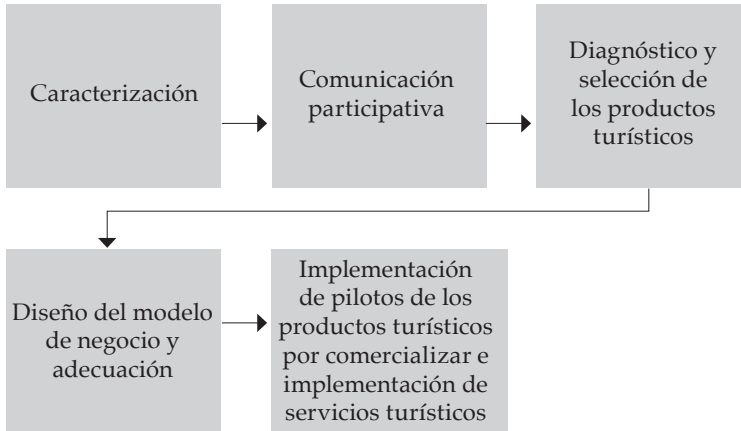 Caracterización
Comunicación
participativa
Diagnóstico y
selección de
los productos
turísticos
Diseño del modelo
de negocio y
adecuación
Implementación
de pilotos de los
productos turísticos
por comercializar e
implementación de
servicios turísticos